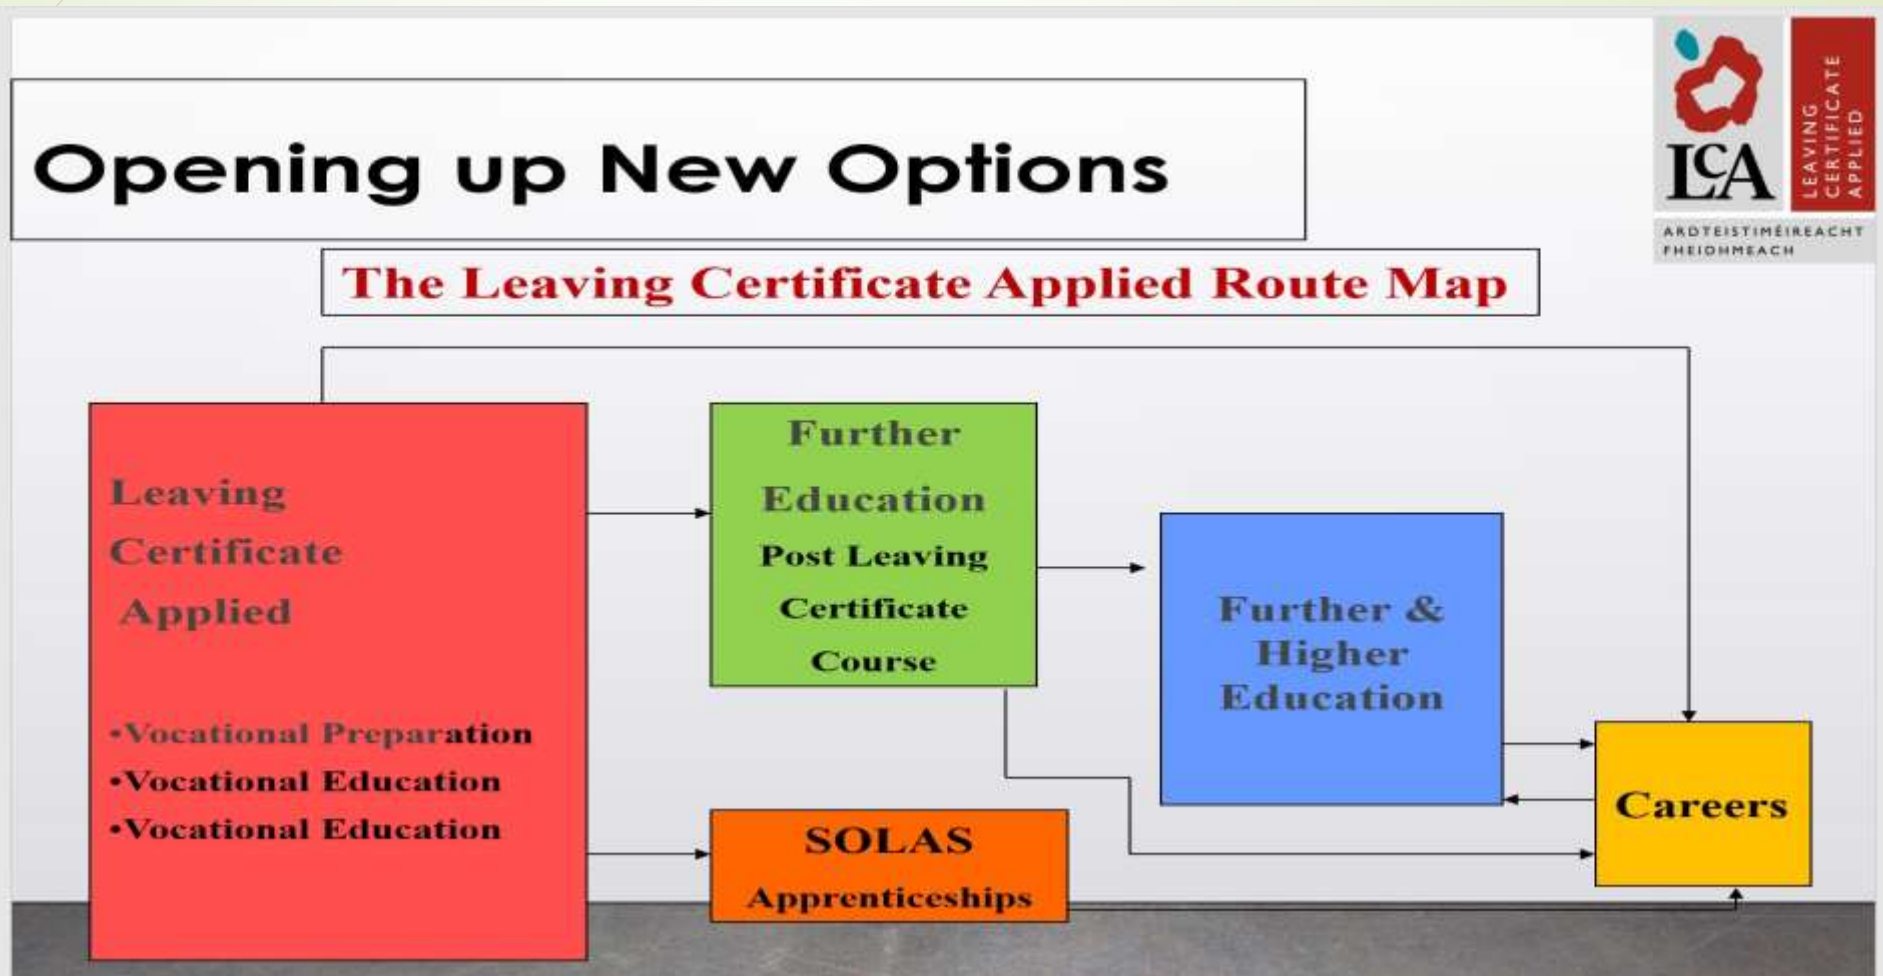 Opening up New Options
LCA
LEAVING
CERTIFICATE
APPLIED
ARDTEISTIMÉIREACHT
FHEIDHMEACH
The Leaving Certificate Applied Route Map
Leaving
Certificate
Applied
•Vocational Preparation
•Vocational Education
•Vocational Education
Further
Education
Post Leaving
Certificate
Course
SOLAS
Apprenticeships
Further &
Higher
Education
Careers